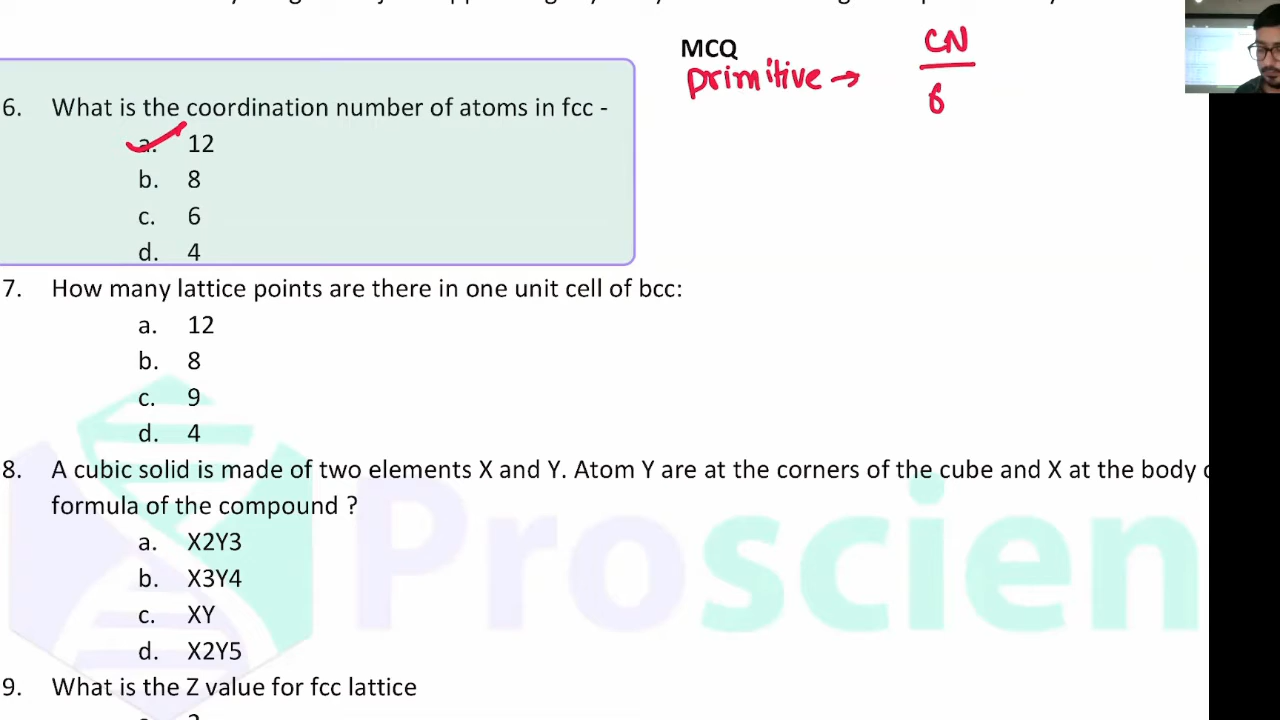 MCQ
CN
primitive →
6
6. What is the coordination number of atoms in fcc -
a. 12
b. 8
c. 6
d. 4
7. How many lattice points are there in one unit cell of bcc:
a. 12
b. 8
c. 9
d. 4
8. A cubic solid is made of two elements X and Y. Atom Y are at the corners of the cube and X at the body
formula of the compound ?
a. X2Y3
b. X3Y4
c. XY
d. X2Y5
9. What is the Z value for fcc lattice
Proscien